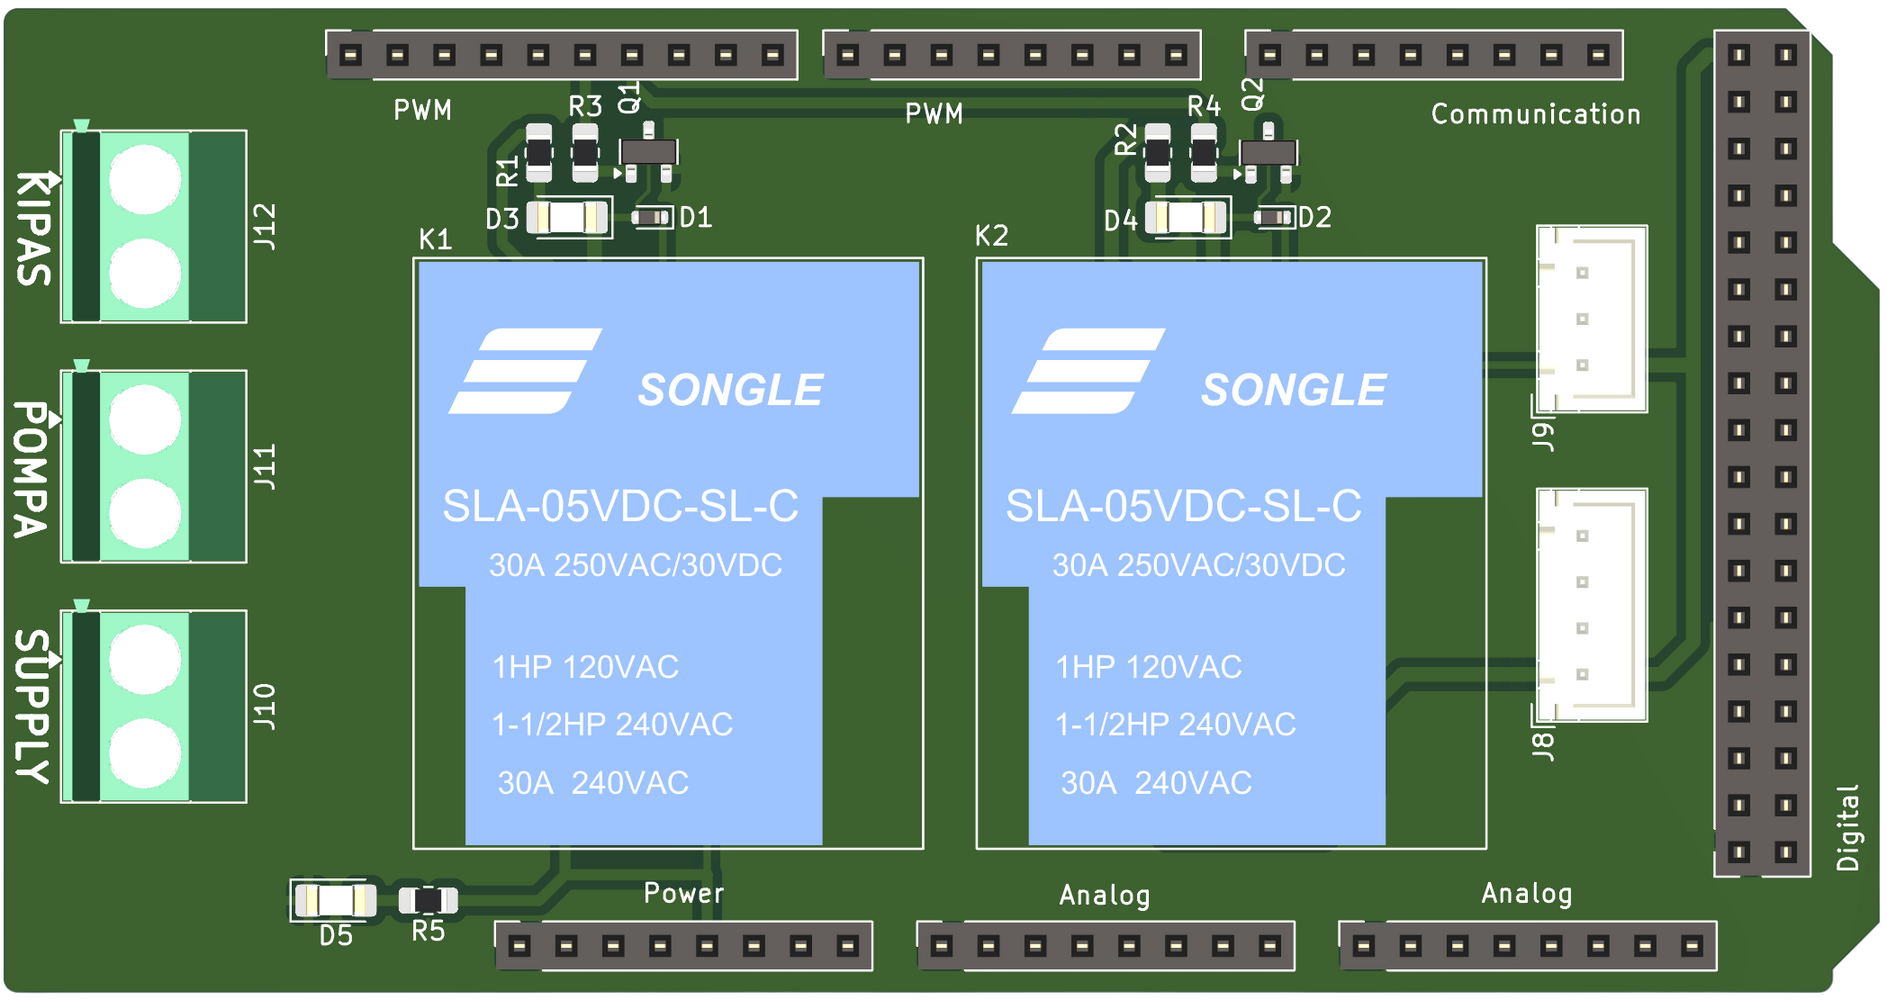 PWM
R3
Q1
PWM
R4
Q2
Communication
R1
R2
D3
D1
D4
D2
K1
K2
KIPAS
J12
SONGLE
SLA-05VDC-SL-C
30A 250VAC/30VDC
1HP 120VAC
1-1/2HP 240VAC
30A 240VAC
SONGLE
SLA-05VDC-SL-C
30A 250VAC/30VDC
1HP 120VAC
1-1/2HP 240VAC
30A 240VAC
J9
POMPA
J11
SUPPLY
J10
J8
Digital
D5
R5
Power
Analog
Analog